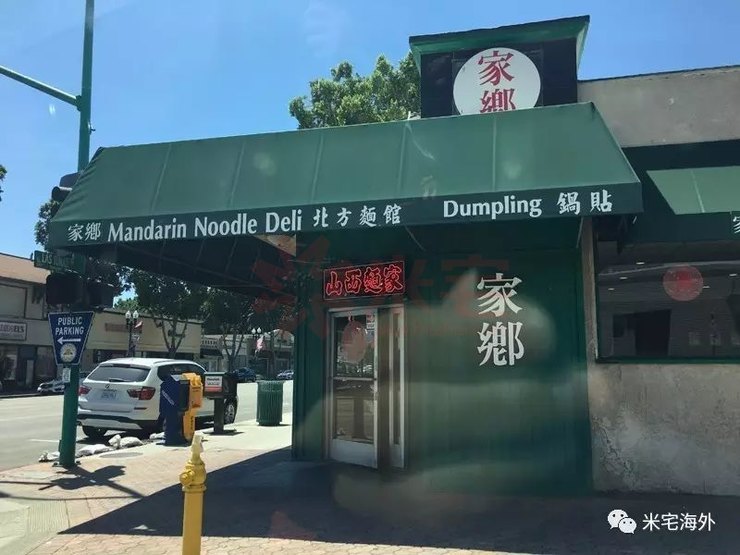 家
鄉
家鄉 Mandarin Noodle Deli 北方麵館 Dumpling 鍋貼
山西麵家
家
鄉
PUBLIC
PARKING
米宅海外